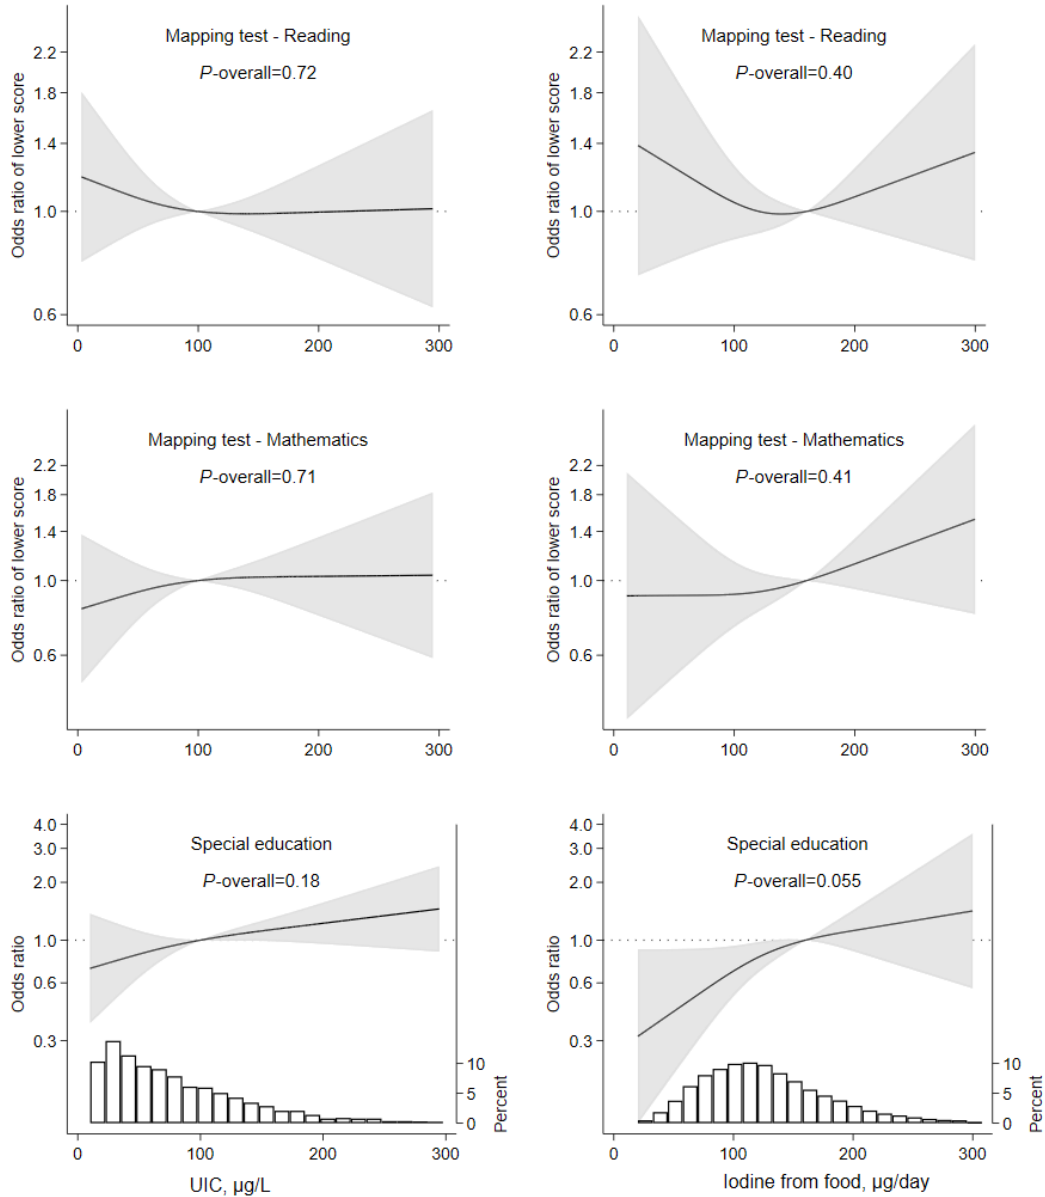 Mapping test - Reading
P-overall=0.72
Odds ratio of lower score
2.2
1.8
1.4
1.0
0.6
0 100 200 300
Mapping test - Reading
P-overall=0.40
Odds ratio of lower score
2.2
1.8
1.4
1.0
0.6
0 100 200 300
Mapping test - Mathematics
P-overall=0.71
Odds ratio of lower score
2.2
1.8
1.4
1.0
0.6
0 100 200 300
Mapping test - Mathematics
P-overall=0.41
Odds ratio of lower score
2.2
1.8
1.4
1.0
0.6
0 100 200 300
Special education
P-overall=0.18
Odds ratio
4.0
3.0
2.0
1.0
0.6
0.3
10
5
0
Percent
0 100 200 300
UIC, µg/L
Special education
P-overall=0.055
Odds ratio
4.0
3.0
2.0
1.0
0.6
0.3
10
5
0
Percent
0 100 200 300
Iodine from food, µg/day